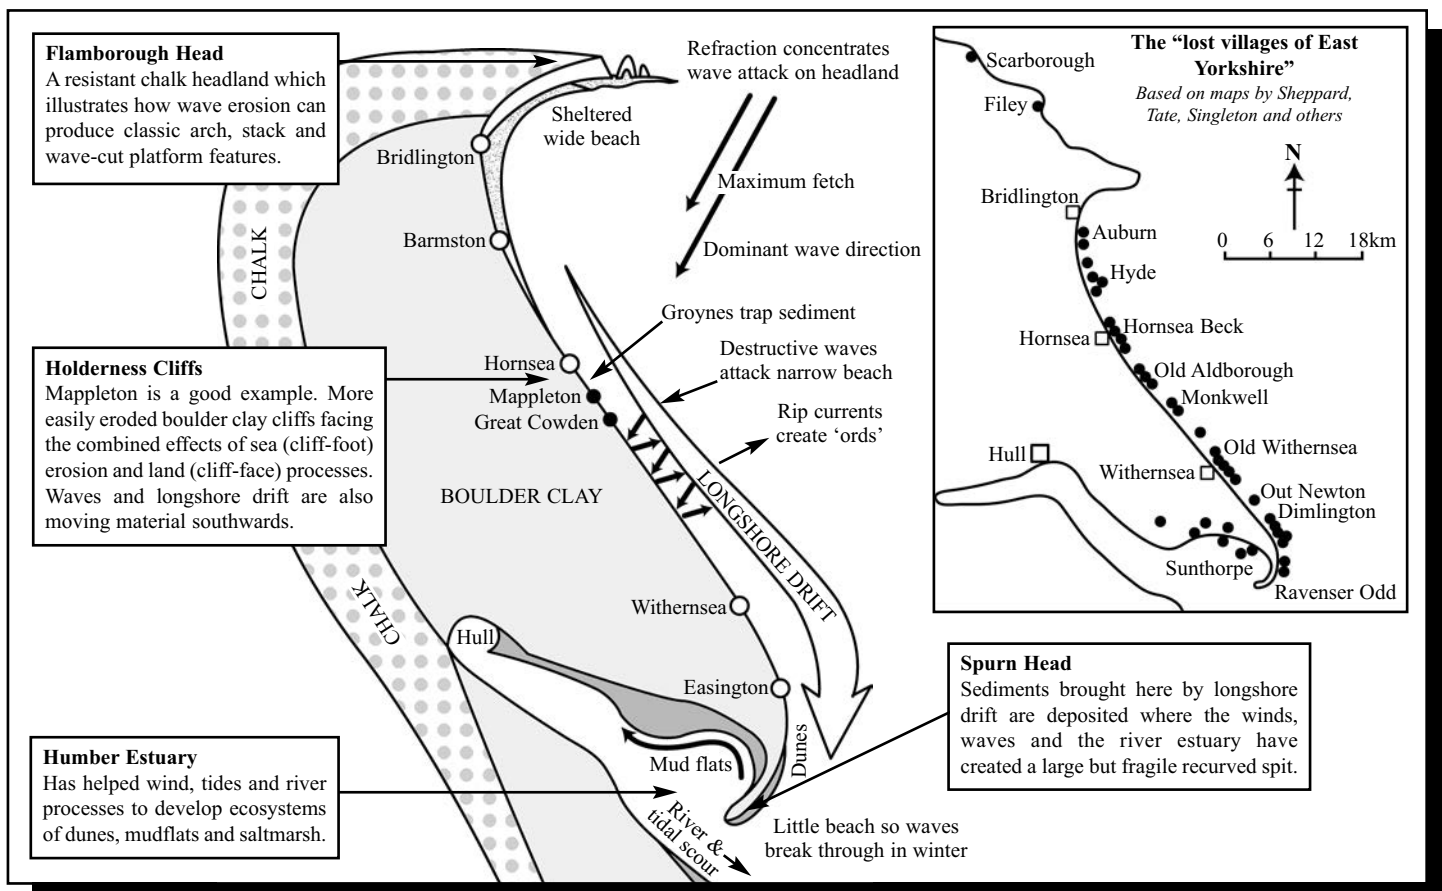 Flamborough Head
A resistant chalk headland which
illustrates how wave erosion can
produce classic arch, stack and
wave-cut platform features.
Refraction concentrates
wave attack on headland
Sheltered
wide beach
Bridlington
Maximum fetch
Barmston
Dominant wave direction
CHALK
Groynes trap sediment
Destructive waves
attack narrow beach
Hornsea
Mappleton
Great Cowden
Rip currents
create ‘ords’
Holderness Cliffs
Mappleton is a good example. More
easily eroded boulder clay cliffs facing
the combined effects of sea (cliff-foot)
erosion and land (cliff-face) processes.
Waves and longshore drift are also
moving material southwards.
BOULDER CLAY
LONGSHORE DRIFT
CHALK
Withernsea
Hull
Easington
Dunes
Mud flats
River &
tidal scour
Little beach so waves
break through in winter
Humber Estuary
Has helped wind, tides and river
processes to develop ecosystems
of dunes, mudflats and saltmarsh.
Spurn Head
Sediments brought here by longshore
drift are deposited where the winds,
waves and the river estuary have
created a large but fragile recurved spit.
The “lost villages of East
Yorkshire”
Based on maps by Sheppard,
Tate, Singleton and others
Scarborough
Filey
N
Bridlington
Auburn
0 6 12 18km
Hyde
Hornsea Beck
Hornsea
Old Aldborough
Monkwell
Old Withernsea
Hull
Withernsea
Out Newton
Dimlington
Sunthorpe
Ravenser Odd